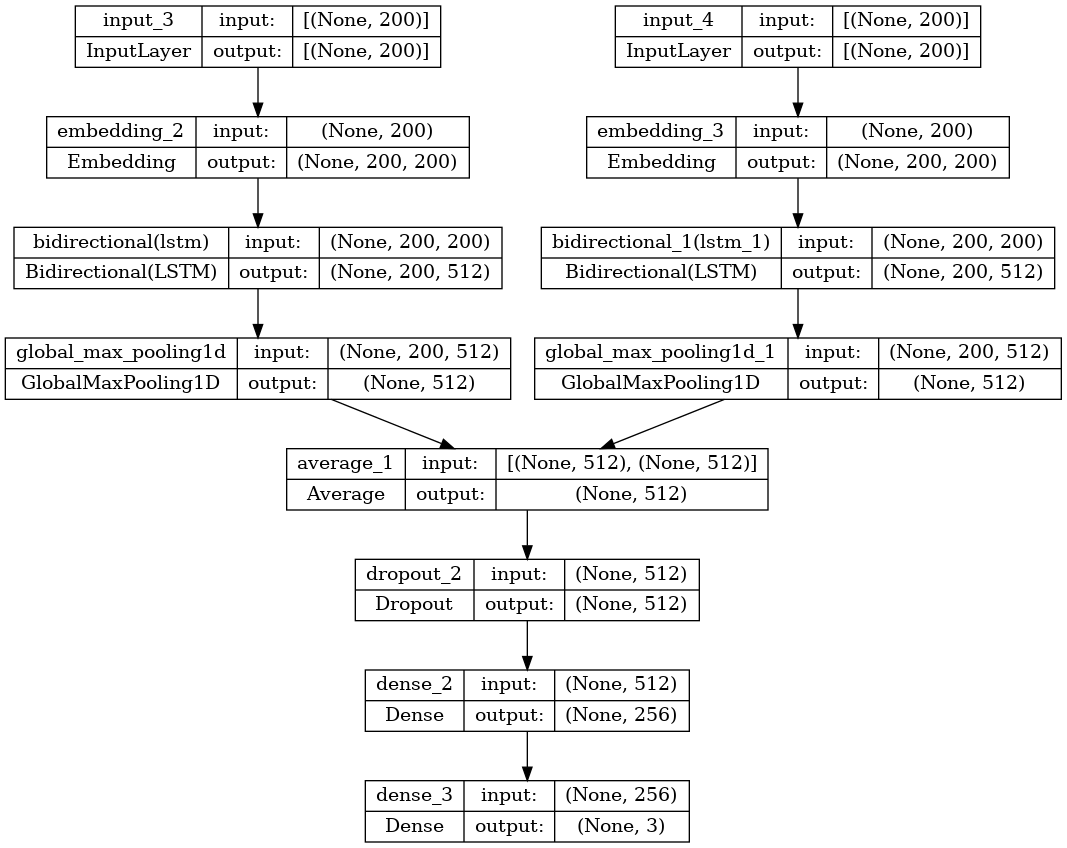 input_3 input: [(None, 200)]
InputLayer output: [(None, 200)]
input_4 input: [(None, 200)]
InputLayer output: [(None, 200)]
embedding_2 input: (None, 200)
Embedding output: (None, 200, 200)
embedding_3 input: (None, 200)
Embedding output: (None, 200, 200)
bidirectional(lstm) input: (None, 200, 200)
Bidirectional(LSTM) output: (None, 200, 512)
bidirectional_1(lstm_1) input: (None, 200, 200)
Bidirectional(LSTM) output: (None, 200, 512)
global_max_pooling1d input: (None, 200, 512)
GlobalMaxPooling1D output: (None, 512)
global_max_pooling1d_1 input: (None, 200, 512)
GlobalMaxPooling1D output: (None, 512)
average_1 input: [(None, 512), (None, 512)]
Average output: (None, 512)
dropout_2 input: (None, 512)
Dropout output: (None, 512)
dense_2 input: (None, 512)
Dense output: (None, 256)
dense_3 input: (None, 256)
Dense output: (None, 3)